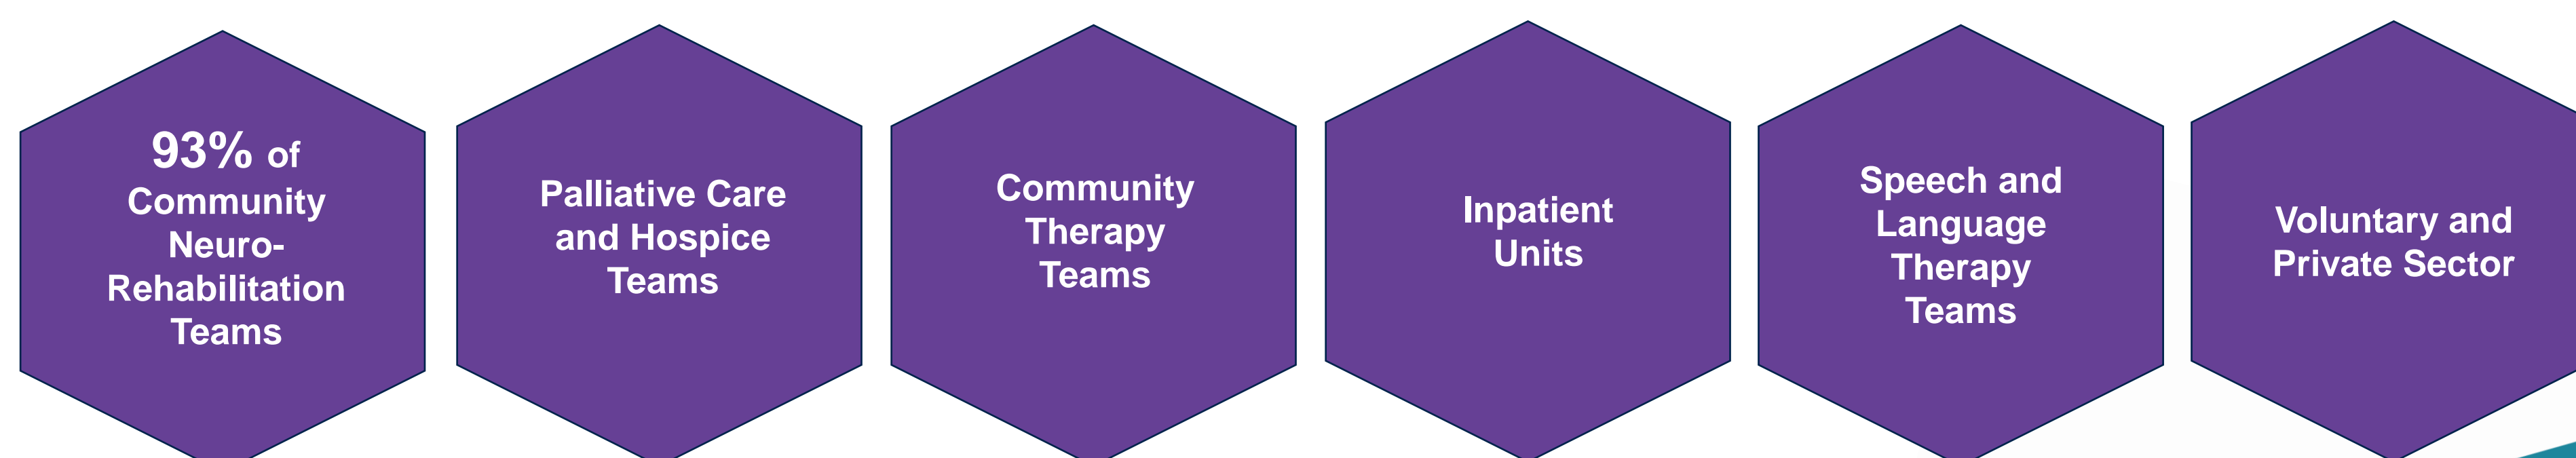 93% of
Community
Neuro-
Rehabilitation
Teams
Palliative Care
and Hospice
Teams
Community
Therapy
Teams
Inpatient
Units
Speech and
Language
Therapy
Teams
Voluntary and
Private Sector